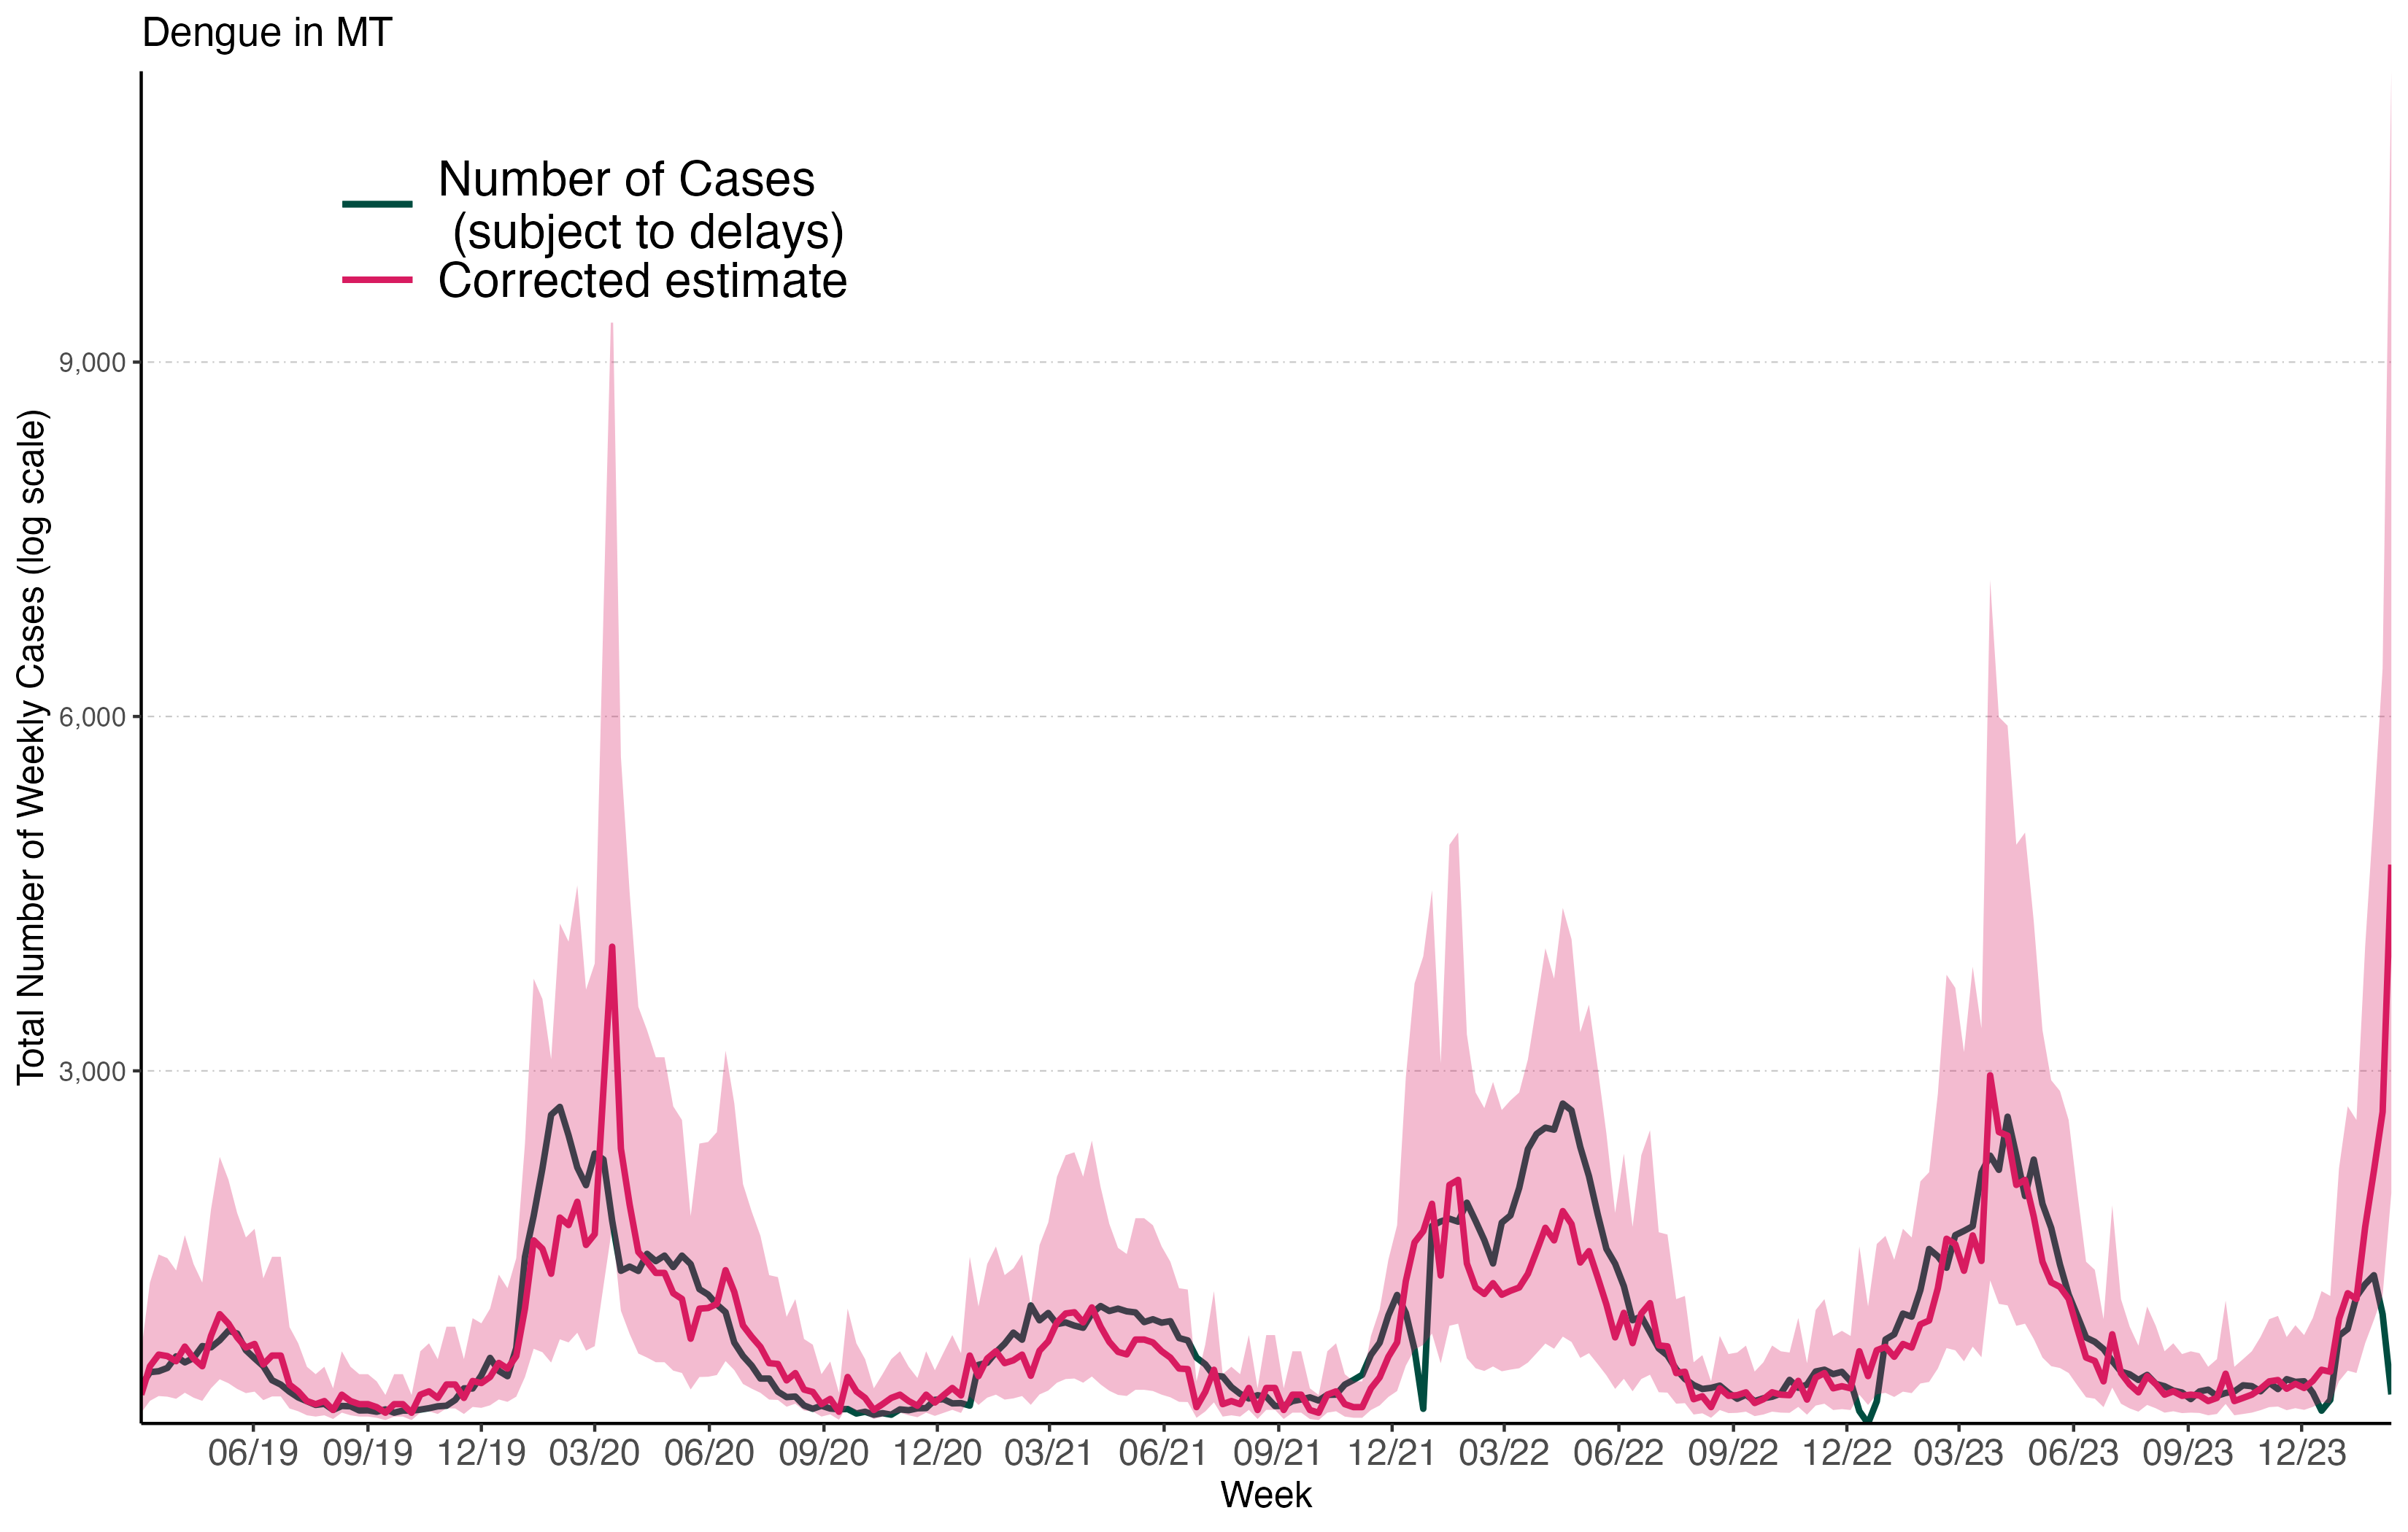 Dengue in MT
Number of Cases
(subject to delays)
Corrected estimate
Total Number of Weekly Cases (log scale)
9,000
6,000
3,000
06/19 09/19 12/19 03/20 06/20 09/20 12/20 03/21 06/21 09/21 12/21 03/22 06/22 09/22 12/22 03/23 06/23 09/23 12/23
Week